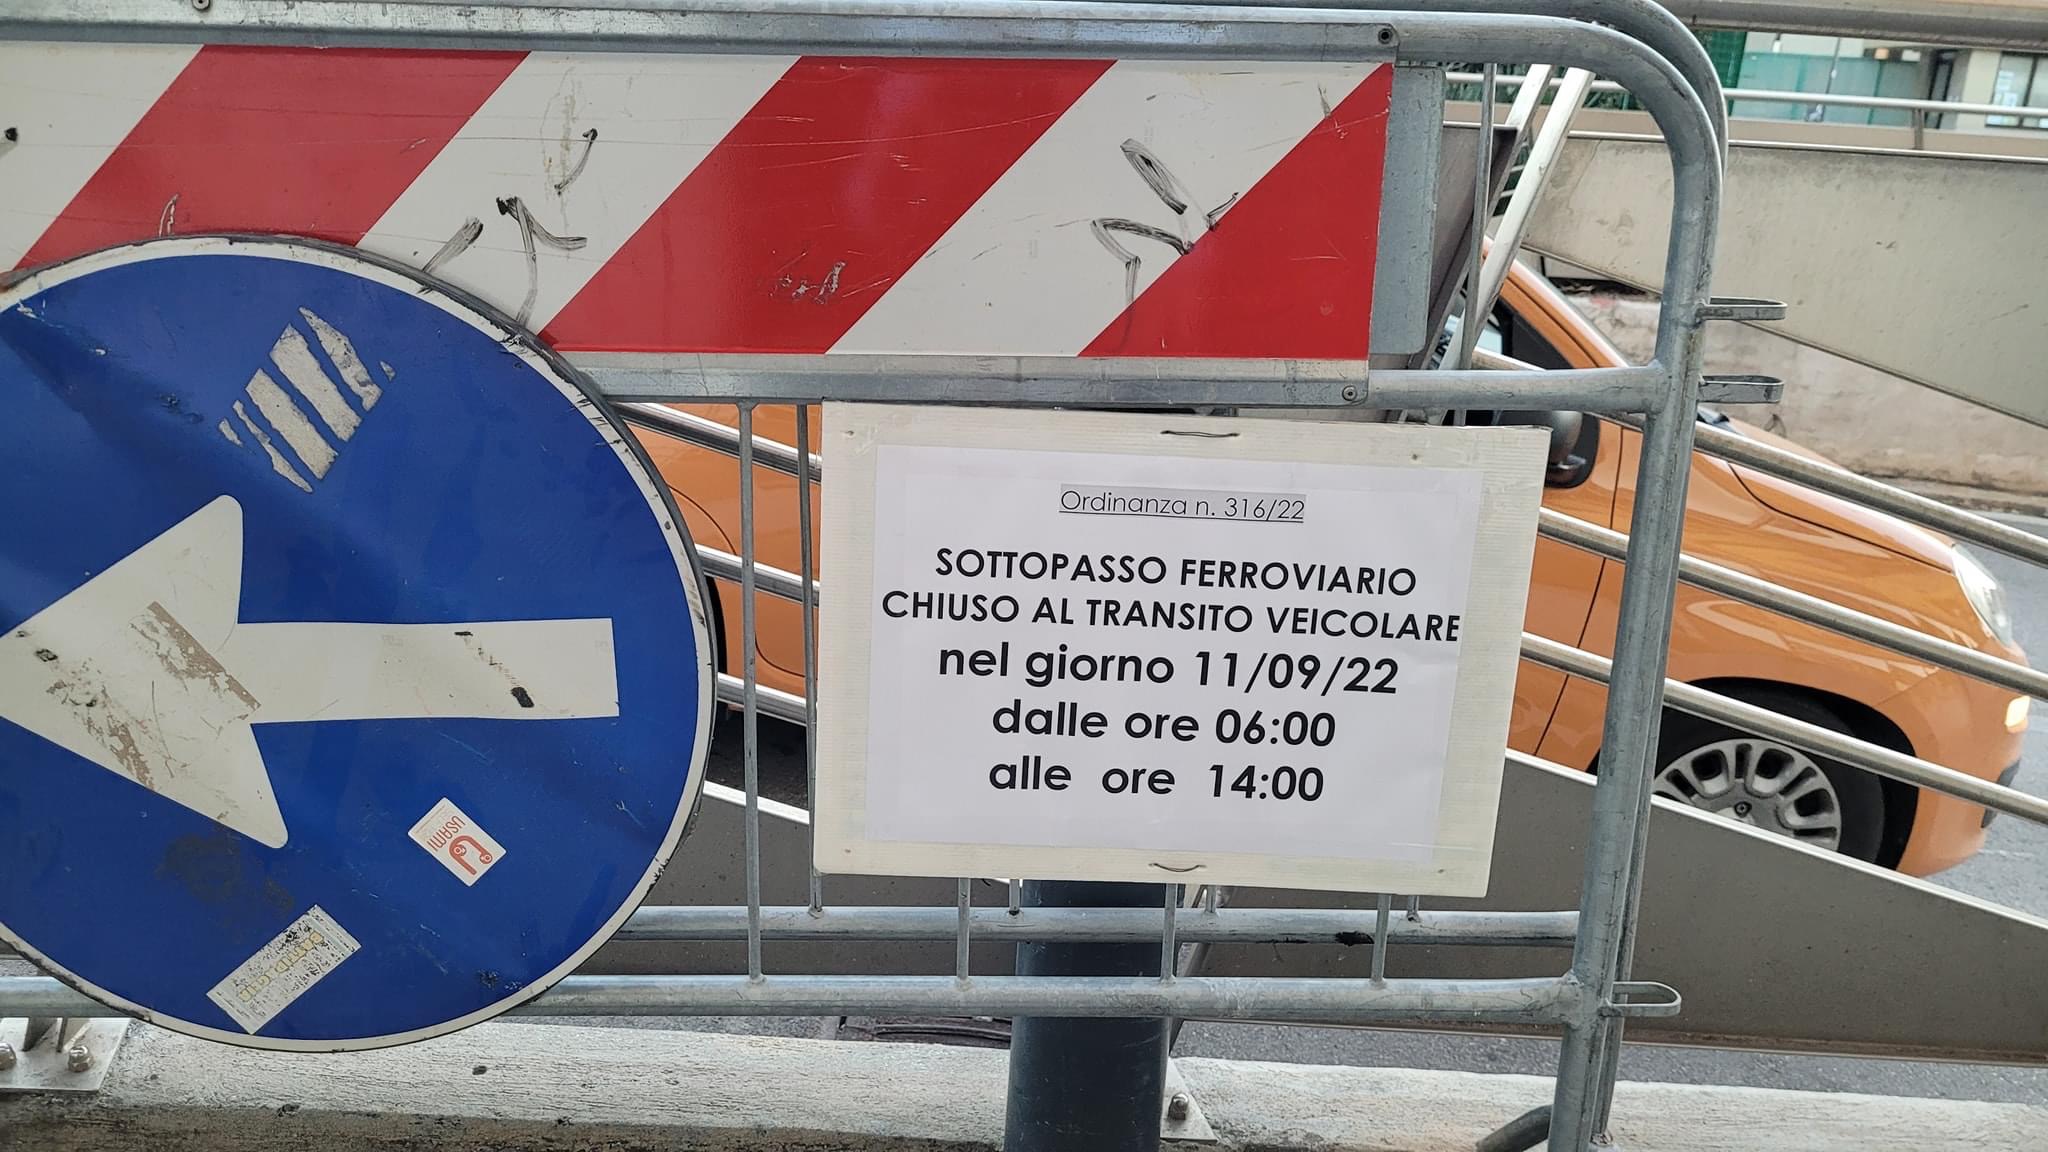 Ordinanza n. 316/22
SOTTOPASSO FERROVIARIO
CHIUSO AL TRANSITO VEICOLARE
nel giorno 11/09/22
dalle ore 06:00
alle ore 14:00
USAMI